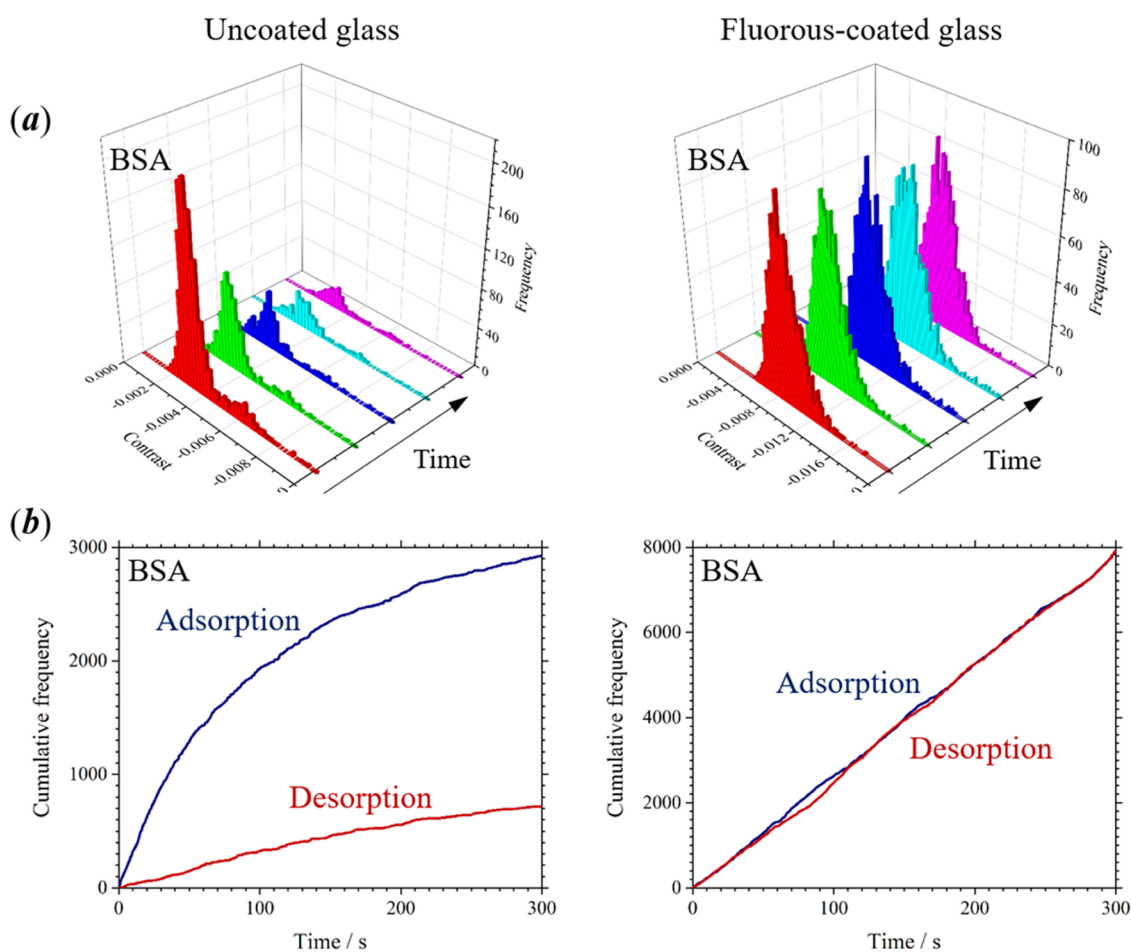 Uncoated glass
Fluorous-coated glass
(a)
BSA
200
160
120
80
40
0
Frequency
0.000
-0.002
-0.004
-0.006
-0.008
0
Contrast
Time
BSA
100
80
60
40
20
0
Frequency
0.000
-0.004
-0.008
-0.012
-0.016
0
Contrast
Time
(b)
3000
2000
1000
0
Cumulative frequency
BSA
Adsorption
Desorption
0
100
200
300
Time / s
8000
6000
4000
2000
0
Cumulative frequency
BSA
Adsorption
Desorption
0
100
200
300
Time / s